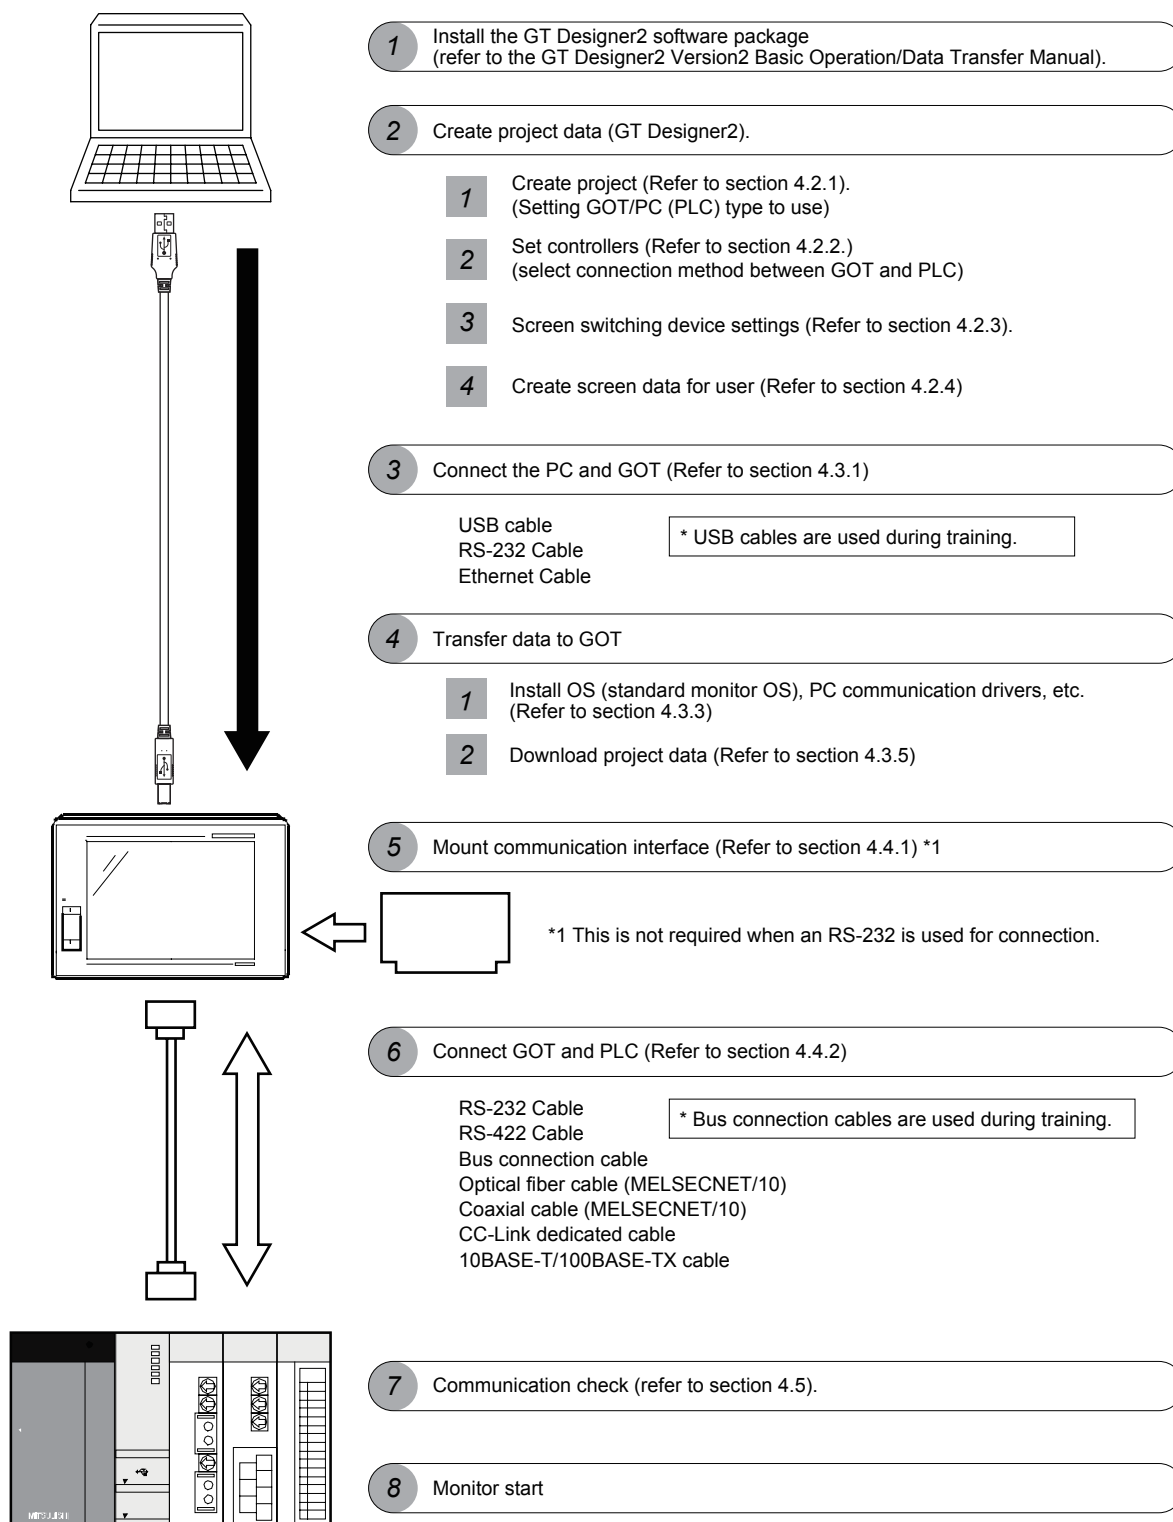 1
Install the GT Designer2 software package
(refer to the GT Designer2 Version2 Basic Operation/Data Transfer Manual).
2
Create project data (GT Designer2).
1
Create project (Refer to section 4.2.1).
(Setting GOT/PC (PLC) type to use)
2
Set controllers (Refer to section 4.2.2.)
(select connection method between GOT and PLC)
3
Screen switching device settings (Refer to section 4.2.3).
4
Create screen data for user (Refer to section 4.2.4)
3
Connect the PC and GOT (Refer to section 4.3.1)
USB cable
RS-232 Cable
Ethernet Cable
* USB cables are used during training.
4
Transfer data to GOT
1
Install OS (standard monitor OS), PC communication drivers, etc.
(Refer to section 4.3.3)
2
Download project data (Refer to section 4.3.5)
5
Mount communication interface (Refer to section 4.4.1) *1
*1 This is not required when an RS-232 is used for connection.
6
Connect GOT and PLC (Refer to section 4.4.2)
RS-232 Cable
RS-422 Cable
Bus connection cable
Optical fiber cable (MELSECNET/10)
Coaxial cable (MELSECNET/10)
CC-Link dedicated cable
10BASE-T/100BASE-TX cable
* Bus connection cables are used during training.
7
Communication check (refer to section 4.5).
8
Monitor start
MITSUBISHI